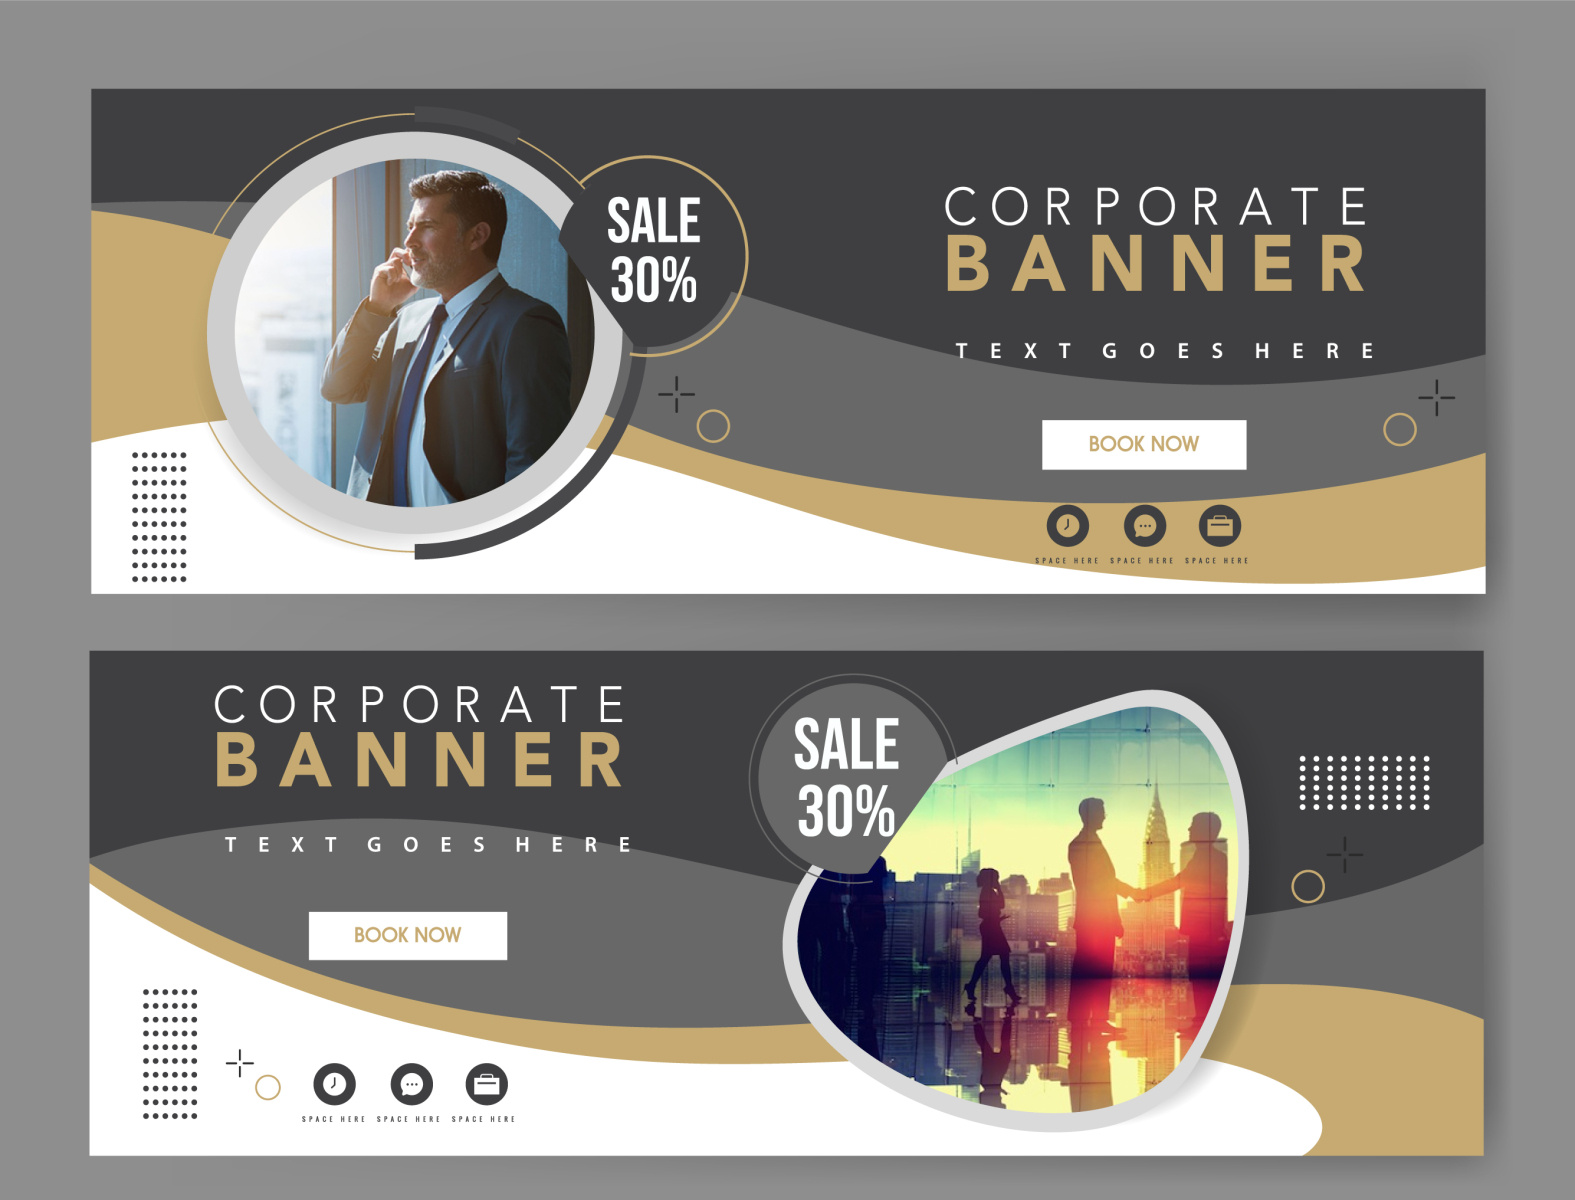 SALE
30%
CORPORATE
BANNER
TEXT GOES HERE
BOOK NOW
SPACE HERE SPACE HERE SPACE HERE
CORPORATE
BANNER
TEXT GOES HERE
BOOK NOW
SPACE HERE SPACE HERE SPACE HERE
SALE
30%